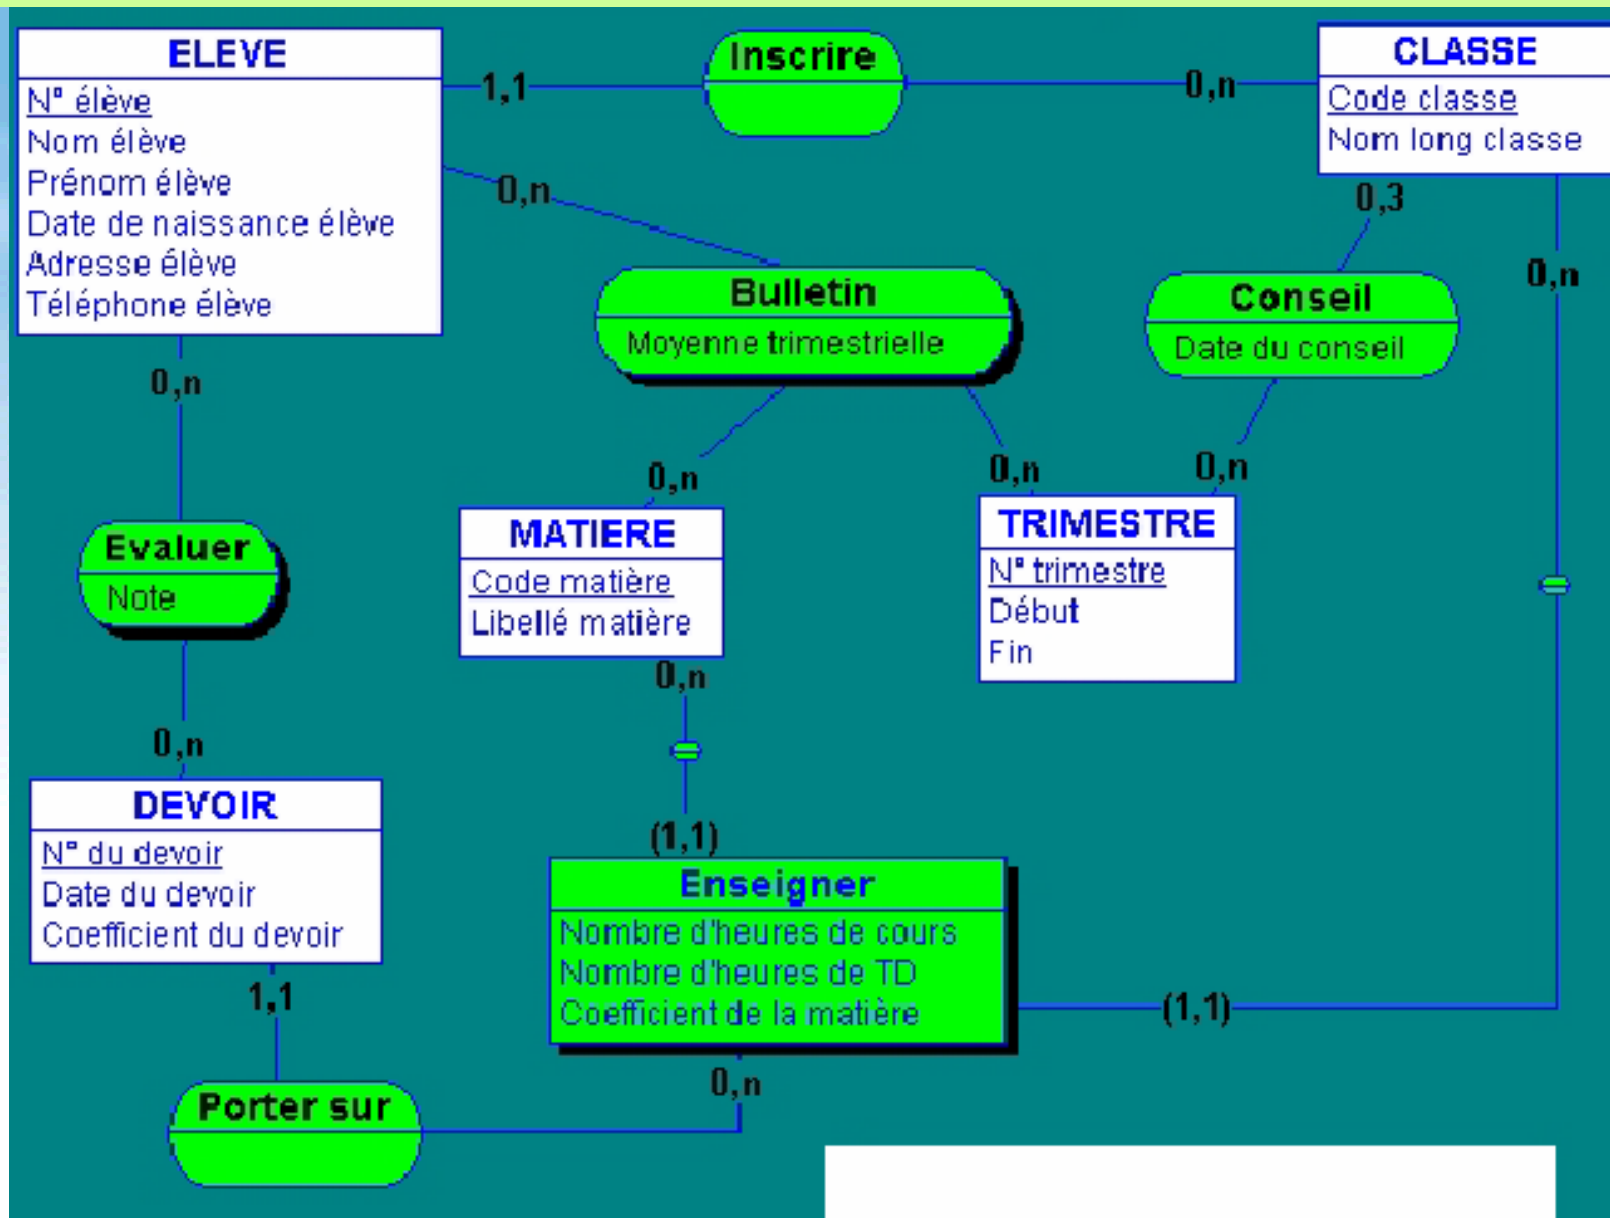 ELEVE
N° élève
Nom élève
Prénom élève
Date de naissance élève
Adresse élève
Téléphone élève
1,1
Inscrire
0,n
CLASSE
Code classe
Nom long classe
0,n
Bulletin
Moyenne trimestrielle
0,3
Conseil
Date du conseil
0,n
0,n
Evaluer
Note
0,n
MATIERE
Code matière
Libellé matière
0,n
0,n
TRIMESTRE
N° trimestre
Début
Fin
0,n
DEVOIR
N° du devoir
Date du devoir
Coefficient du devoir
0,n
(1,1)
Enseigner
Nombre d'heures de cours
Nombre d'heures de TD
Coefficient de la matière
(1,1)
1,1
Porter sur
0,n